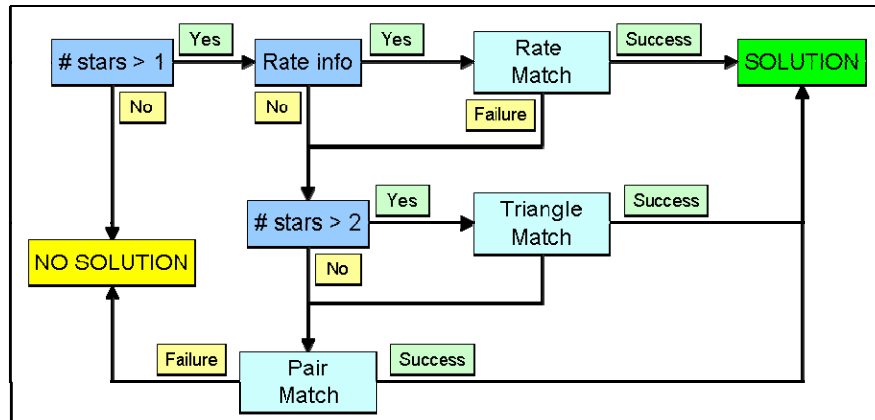 # stars > 1
Yes
Rate info
Yes
Rate
Match
Success
SOLUTION
No
No
Failure
# stars > 2
Yes
Triangle
Match
Success
NO SOLUTION
No
Failure
Pair
Match
Success